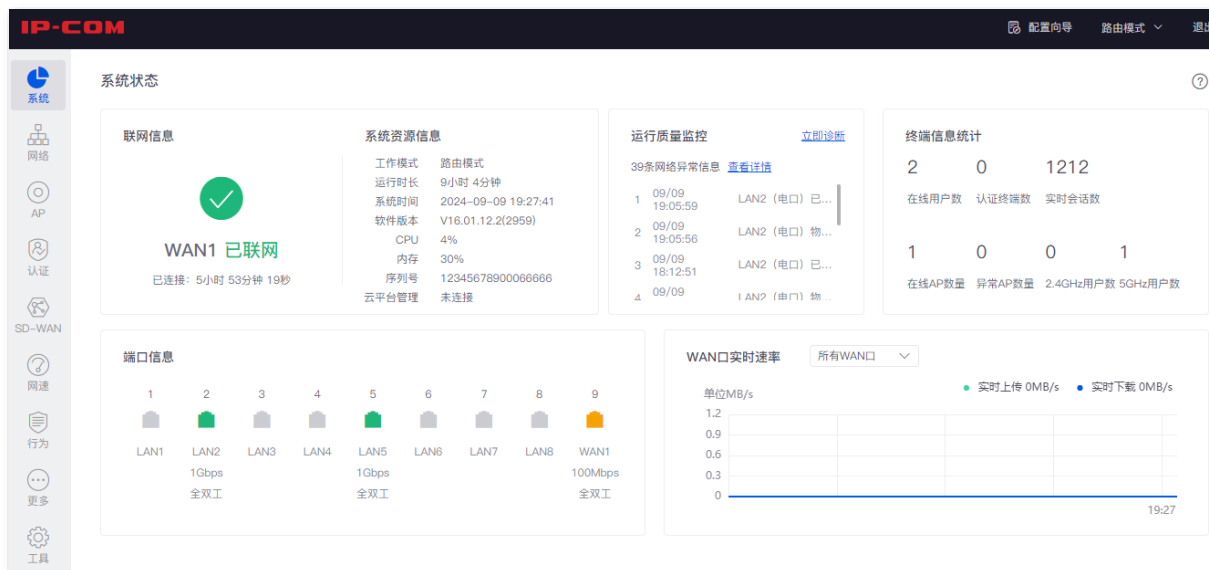 IP-COM
配置向导 路由模式
系统
网络
AP
认证
SD-WAN
网速
行为
更多
工具
系统状态
联网信息
WAN1 已联网
已连接：5小时 53分钟 19秒
系统资源信息
工作模式 路由模式
运行时长 9小时 4分钟
系统时间 2024-09-09 19:27:41
软件版本 V16.01.12.2(2959)
CPU 4%
内存 30%
序列号 12345678900066666
云平台管理 未连接
运行质量监控 立即诊断
39条网络异常信息 查看详情
1 09/09 19:05:59 LAN2（电口）已...
2 09/09 19:05:56 LAN2（电口）物...
3 09/09 18:12:51 LAN2（电口）已...
4 09/09 LAN2（电口）物...
终端信息统计
2 0 1212
在线用户数 认证终端数 实时会话数
1 0 0 1
在线AP数量 异常AP数量 2.4GHz用户数 5GHz用户数
端口信息
1 2 3 4 5 6 7 8 9
LAN1 LAN2 LAN3 LAN4 LAN5 LAN6 LAN7 LAN8 WAN1
1Gbps 1Gbps 100Mbps
全双工 全双工 全双工
WAN口实时速率 所有WAN口
单位MB/s 实时上传 0MB/s 实时下载 0MB/s
1.2
0.9
0.6
0.3
0
19:27